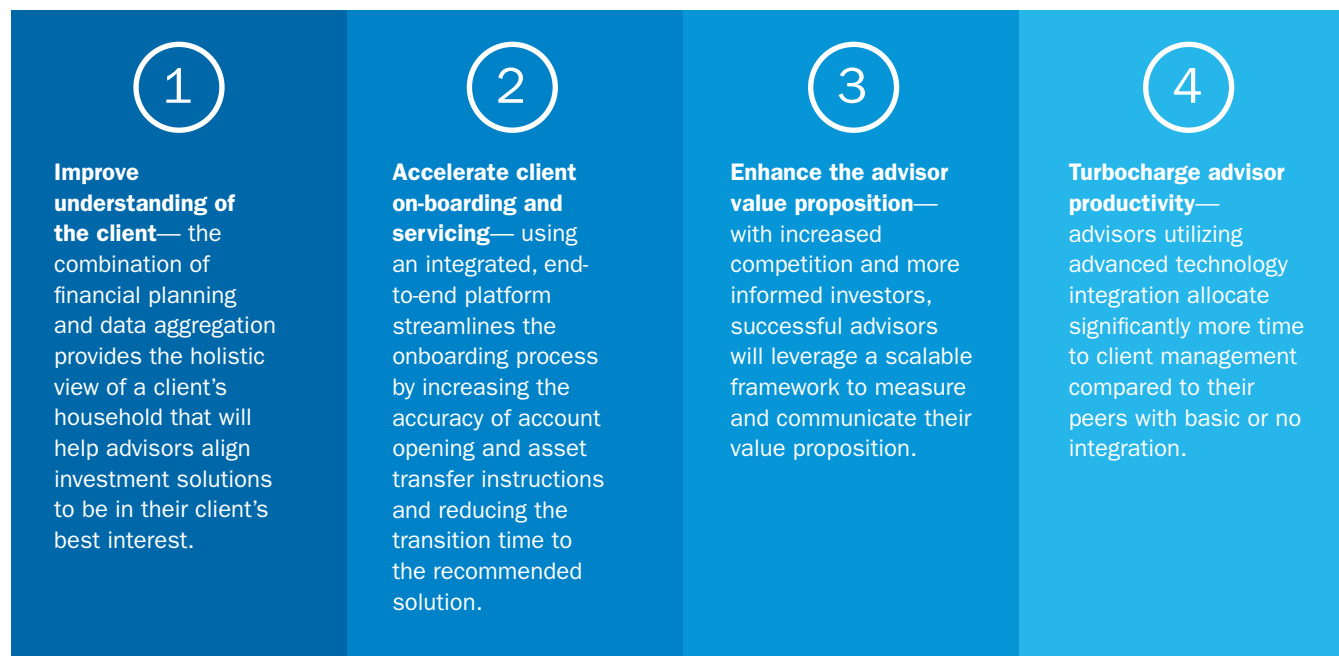 1
Improve
understanding of
the client— the
combination of
financial planning
and data aggregation
provides the holistic
view of a client’s
household that will
help advisors align
investment solutions
to be in their client’s
best interest.
2
Accelerate client
on-boarding and
servicing— using
an integrated, end-
to-end platform
streamlines the
onboarding process
by increasing the
accuracy of account
opening and asset
transfer instructions
and reducing the
transition time to
the recommended
solution.
3
Enhance the advisor
value proposition—
with increased
competition and more
informed investors,
successful advisors
will leverage a scalable
framework to measure
and communicate their
value proposition.
4
Turbocharge advisor
productivity—
advisors utilizing
advanced technology
integration allocate
significantly more time
to client management
compared to their
peers with basic or no
integration.